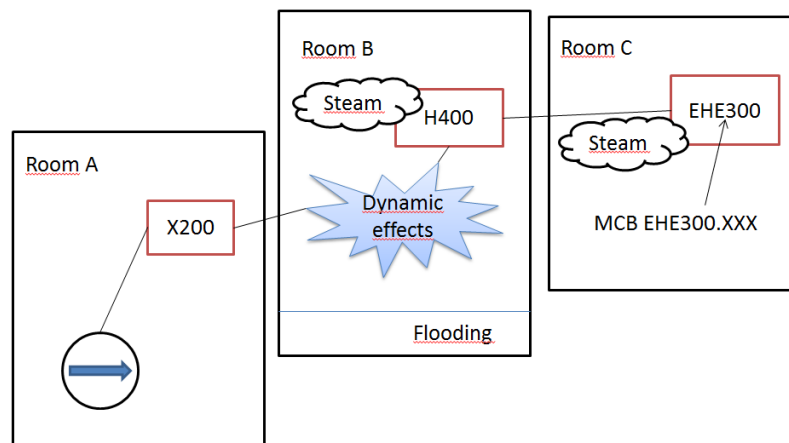 Room A
X200
Room B
Steam
H400
Dynamic
effects
Flooding
Room C
EHE300
Steam
MCB EHE300.XXX